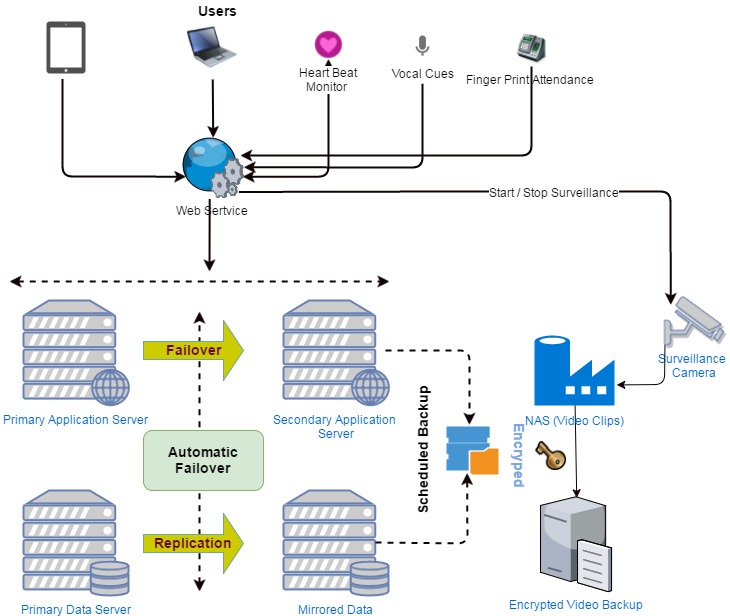 Users
Heart Beat
Monitor
Vocal Cues
Finger Print Attendance
Web Sertvice
Start / Stop Surveillance
Failover
Surveillance
Camera
Primary Application Server
Secondary Application
Server
NAS (Video Clips)
Scheduled Backup
Encryped
Automatic
Failover
Replication
Primary Data Server
Mirrored Data
Encrypted Video Backup